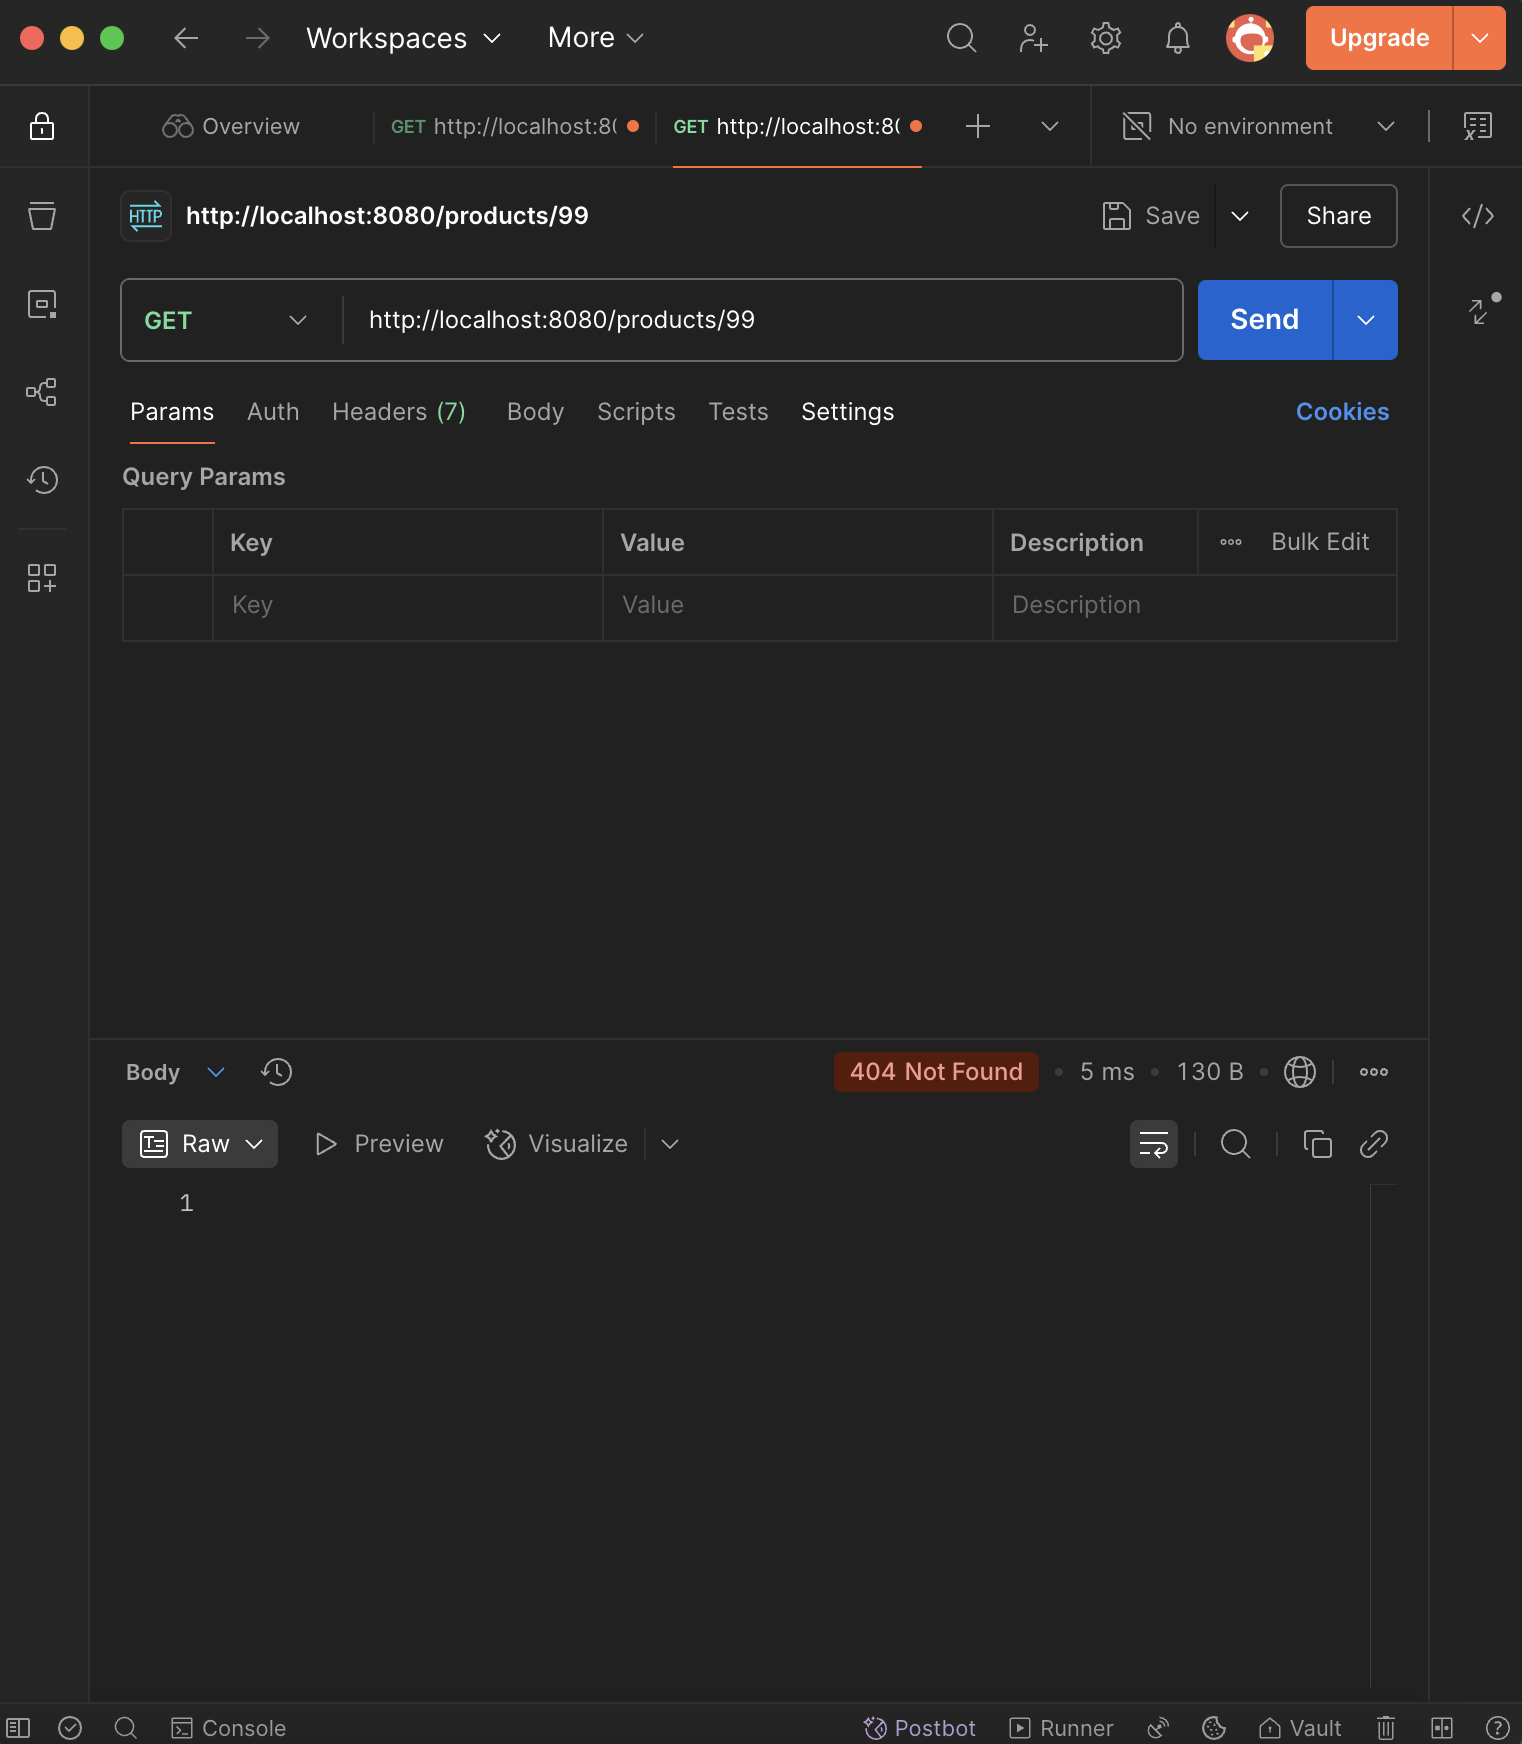 Workspaces More Upgrade
Overview GET http://localhost:80 GET http://localhost:80 No environment
HTTP http://localhost:8080/products/99 Save Share
GET http://localhost:8080/products/99 Send
Params Auth Headers (7) Body Scripts Tests Settings Cookies
Query Params
Key Value Description Bulk Edit
Key Value Description
Body 404 Not Found 5 ms 130 B
Raw Preview Visualize
1
Console Postbot Runner Vault